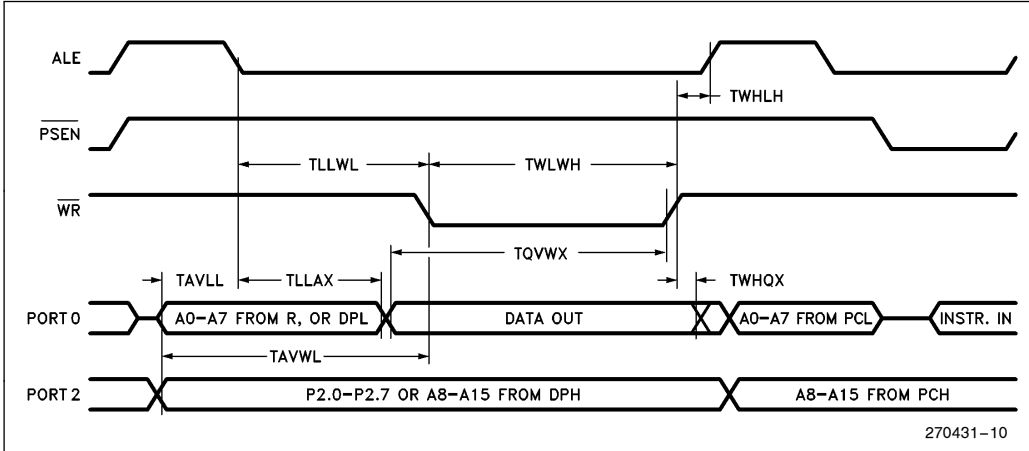 ALE
TWHLH
PSEN
TLLWL
TWLWH
WR
TQVWX
TAVLL
TLLAX
TWHQX
PORT 0
A0–A7 FROM R, OR DPL
DATA OUT
A0–A7 FROM PCL
INSTR. IN
TAVWL
PORT 2
P2.0–P2.7 OR A8–A15 FROM DPH
A8–A15 FROM PCH
270431–10